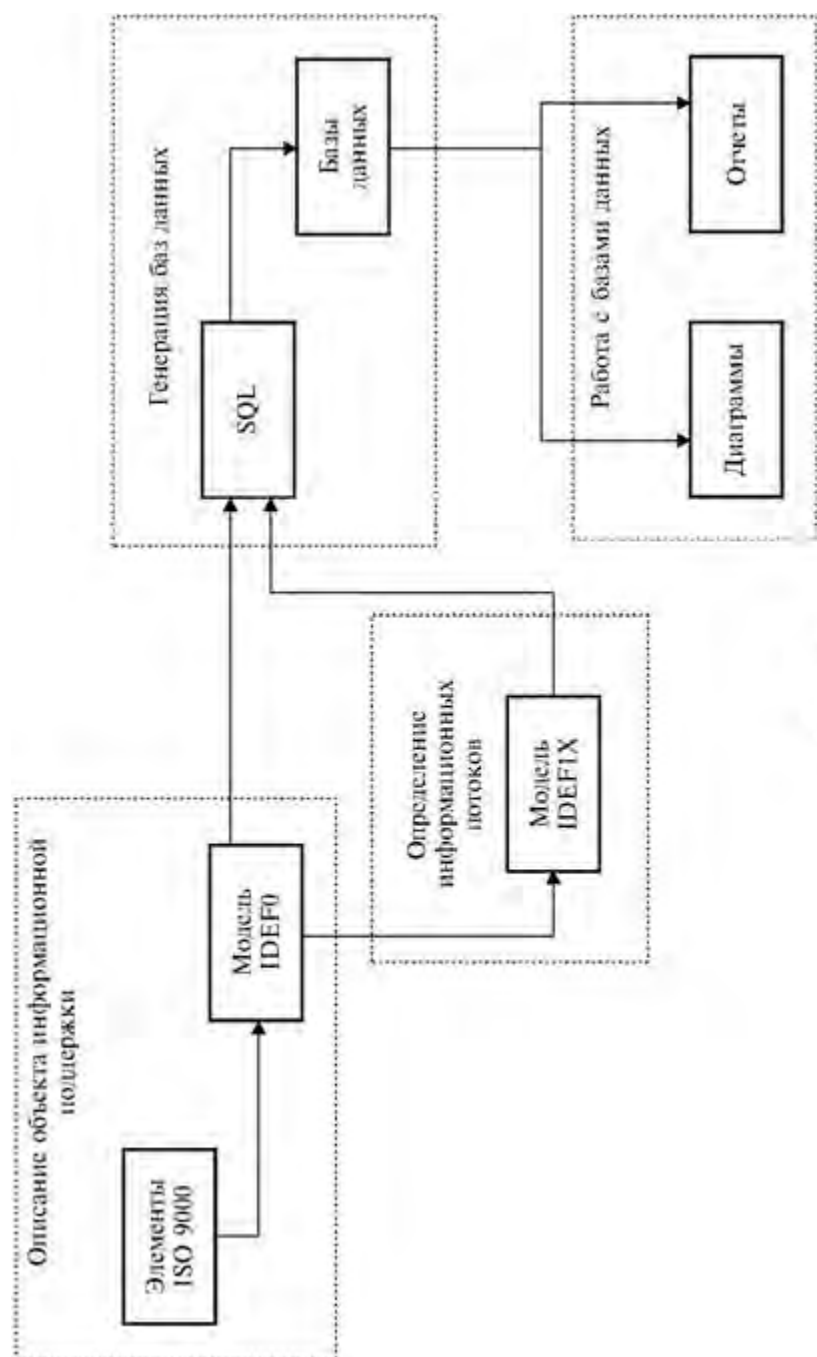 Описание объекта информационной
поддержки
Элементы
ISO 9000
Модель
IDEF0
Определение
информационных
потоков
Модель
IDEF1X
Генерация баз данных
SQL
Базы
данных
Работа с базами данных
Диаграммы
Отчеты